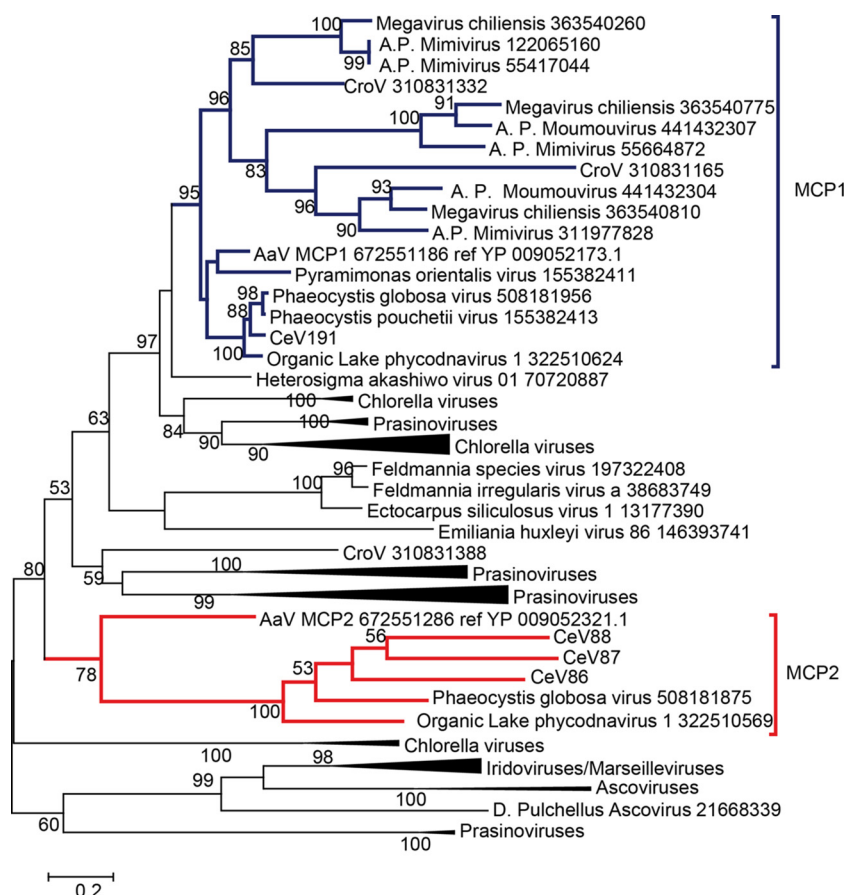 100 Megavirus chiliensis 363540260
85 A.P. Mimivirus 122065160
99 A.P. Mimivirus 55417044
CroV 310831332
96
91 Megavirus chiliensis 363540775
100 A. P. Moumouvirus 441432307
A. P. Mimivirus 55664872
83 CroV 310831165
95 93 A. P. Moumouvirus 441432304 MCP1
96 Megavirus chiliensis 363540810
90 A.P. Mimivirus 311977828
AaV MCP1 672551186 ref YP 009052173.1
Pyramimonas orientalis virus 155382411
98 Phaeocystis globosa virus 508181956
88 Phaeocystis pouchetii virus 155382413
CeV191
97 100 Organic Lake phycodnavirus 1 322510624
Heterosigma akashiwo virus 01 70720887
100 Chlorella viruses
63 100 Prasinoviruses
84 90 90 Chlorella viruses
96 Feldmannia species virus 197322408
100 Feldmannia irregularis virus a 38683749
53 Ectocarpus siliculosus virus 1 13177390
Emiliania huxleyi virus 86 146393741
CroV 310831388
80 59 100 Prasinoviruses
99 Prasinoviruses
AaV MCP2 672551286 ref YP 009052321.1
56 CeV88
CeV87
78 53 CeV86 MCP2
Phaeocystis globosa virus 508181875
100 Organic Lake phycodnavirus 1 322510569
100 Chlorella viruses
98 Iridoviruses/Marseilleviruses
99 100 Ascoviruses
D. Pulchellus Ascovirus 21668339
60 100 Prasinoviruses
0.2